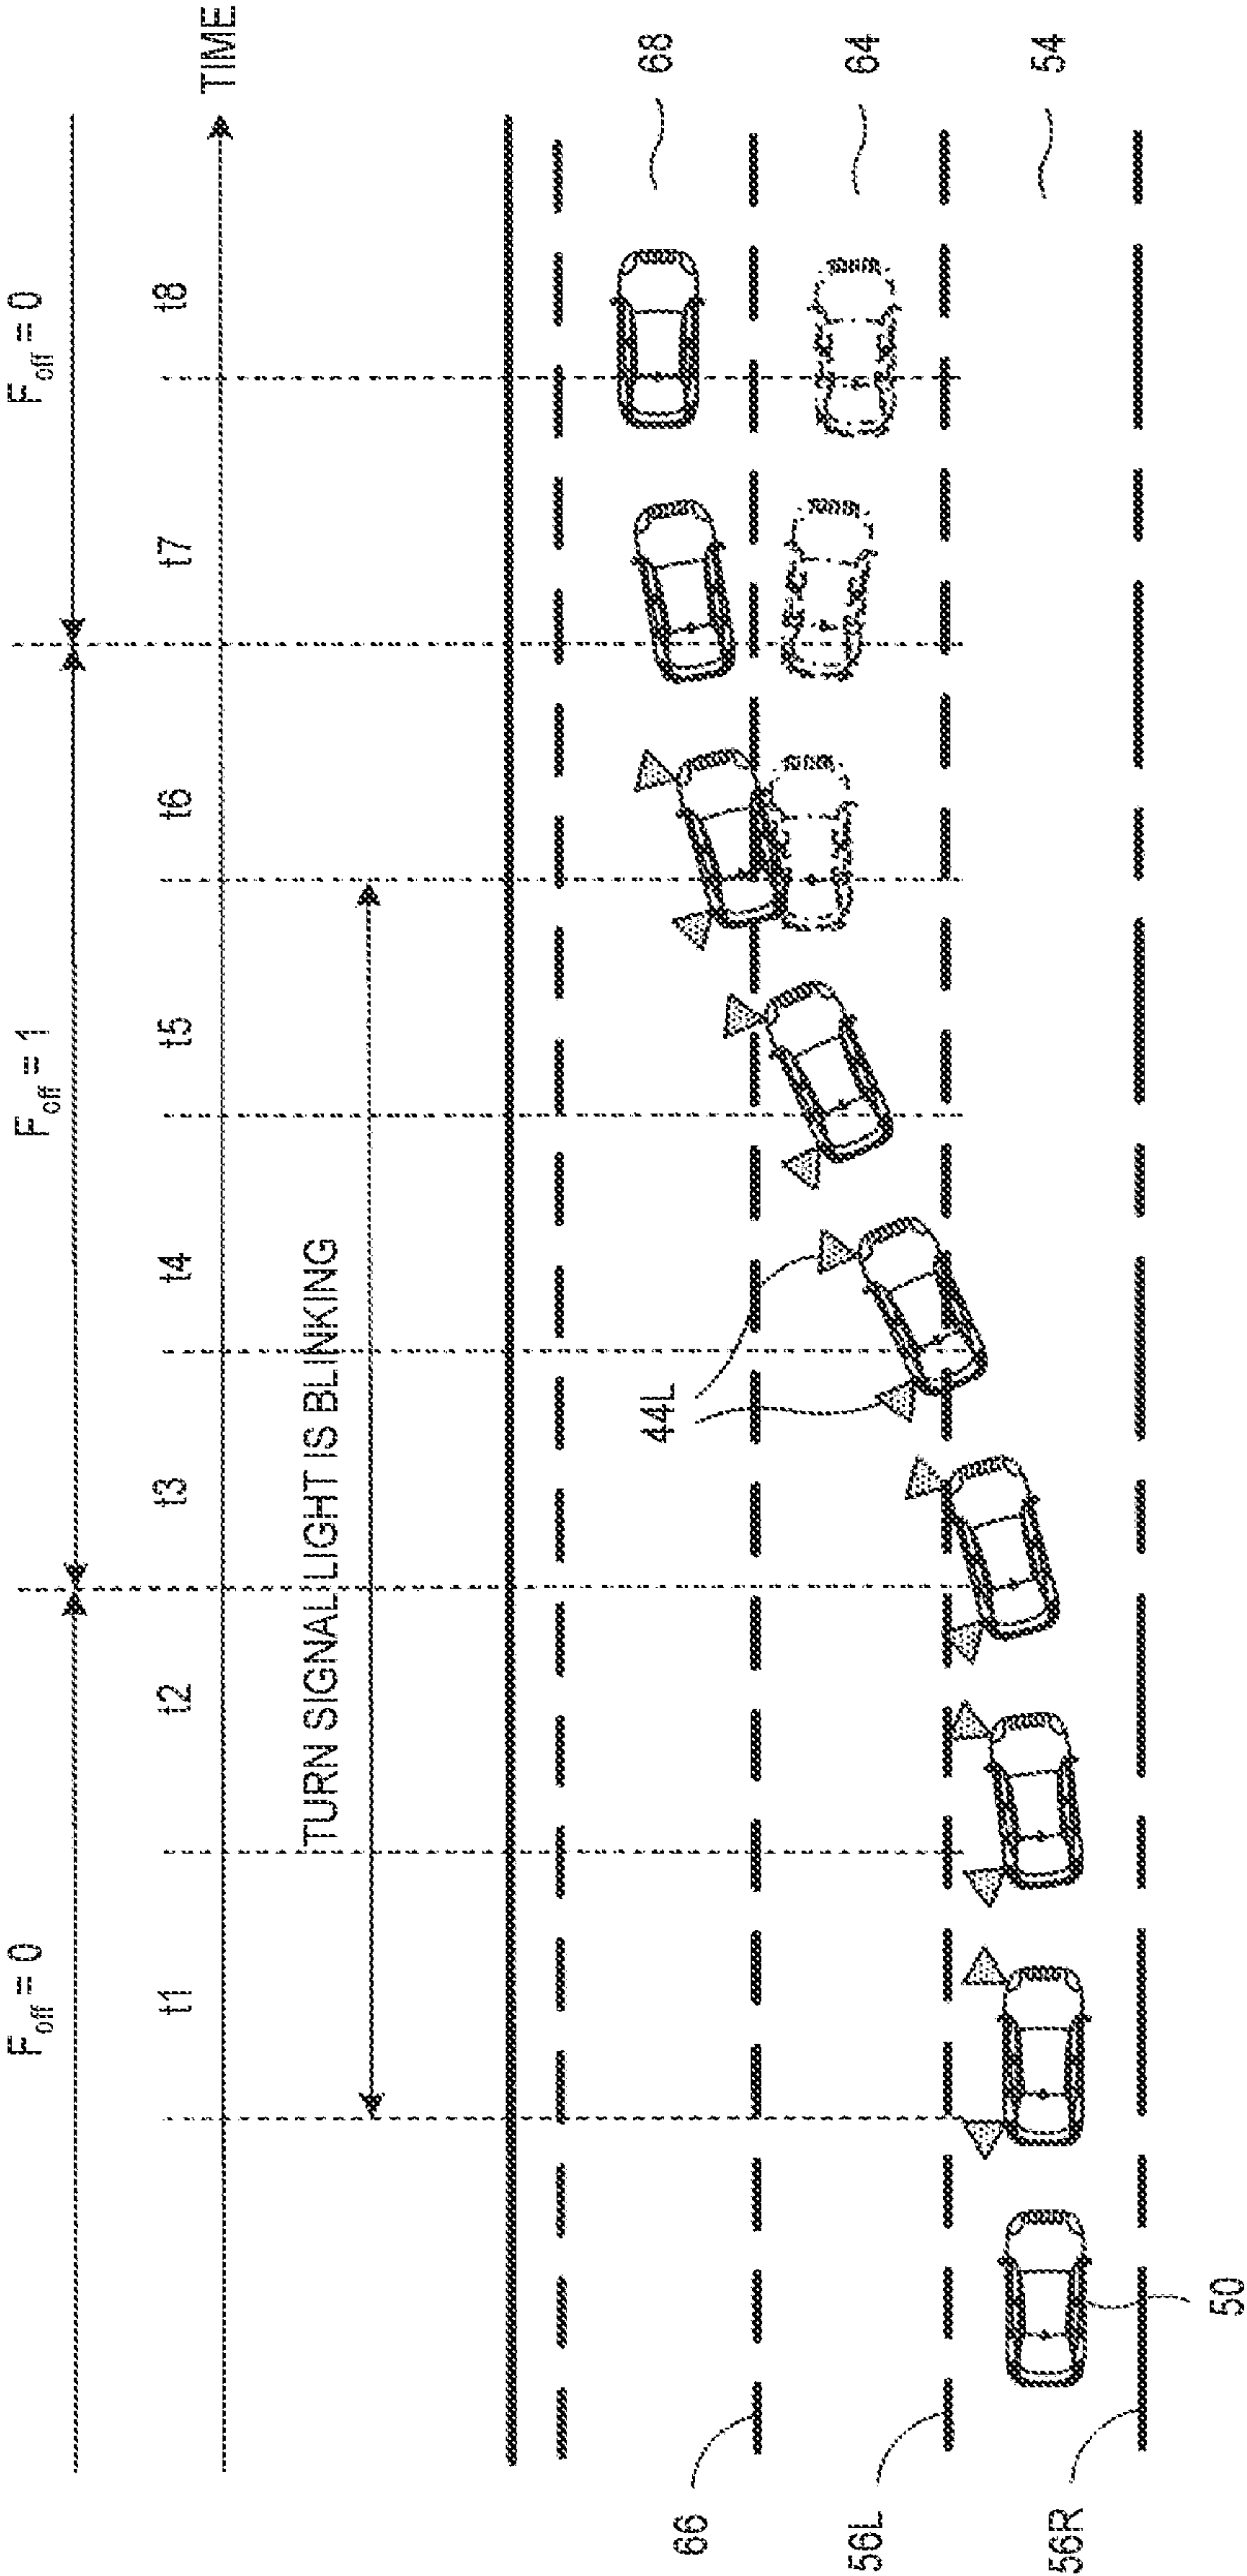 F_off = 0
F_off = 1
F_off = 0
TIME
t1
t2
t3
t4
t5
t6
t7
t8
TURN SIGNAL LIGHT IS BLINKING
68
64
54
44L
66
56L
56R
50